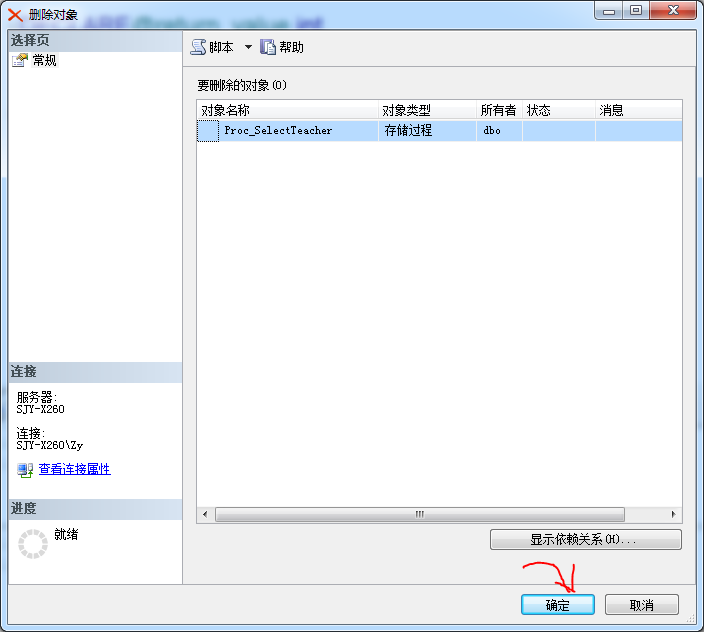 删除对象
选择页
常规
脚本 帮助
要删除的对象(O)
对象名称 对象类型 所有者 状态 消息
Proc_SelectTeacher 存储过程 dbo
连接
服务器:
SJY-X260
连接:
SJY-X260\Zy
查看连接属性
进度
就绪
显示依赖关系(H)...
确定 取消